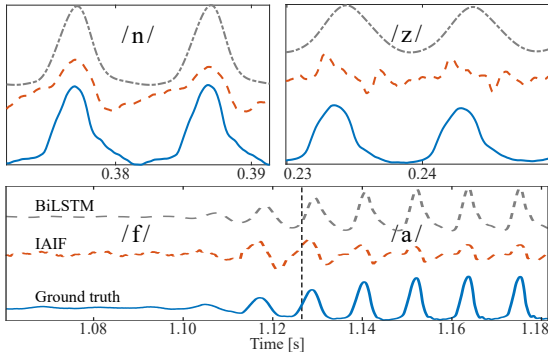 /n/
/z/
0.38
0.39
0.23
0.24
BiLSTM
/f/
/a/
IAIF
Ground truth
1.08
1.10
1.12
1.14
1.16
1.18
Time [s]